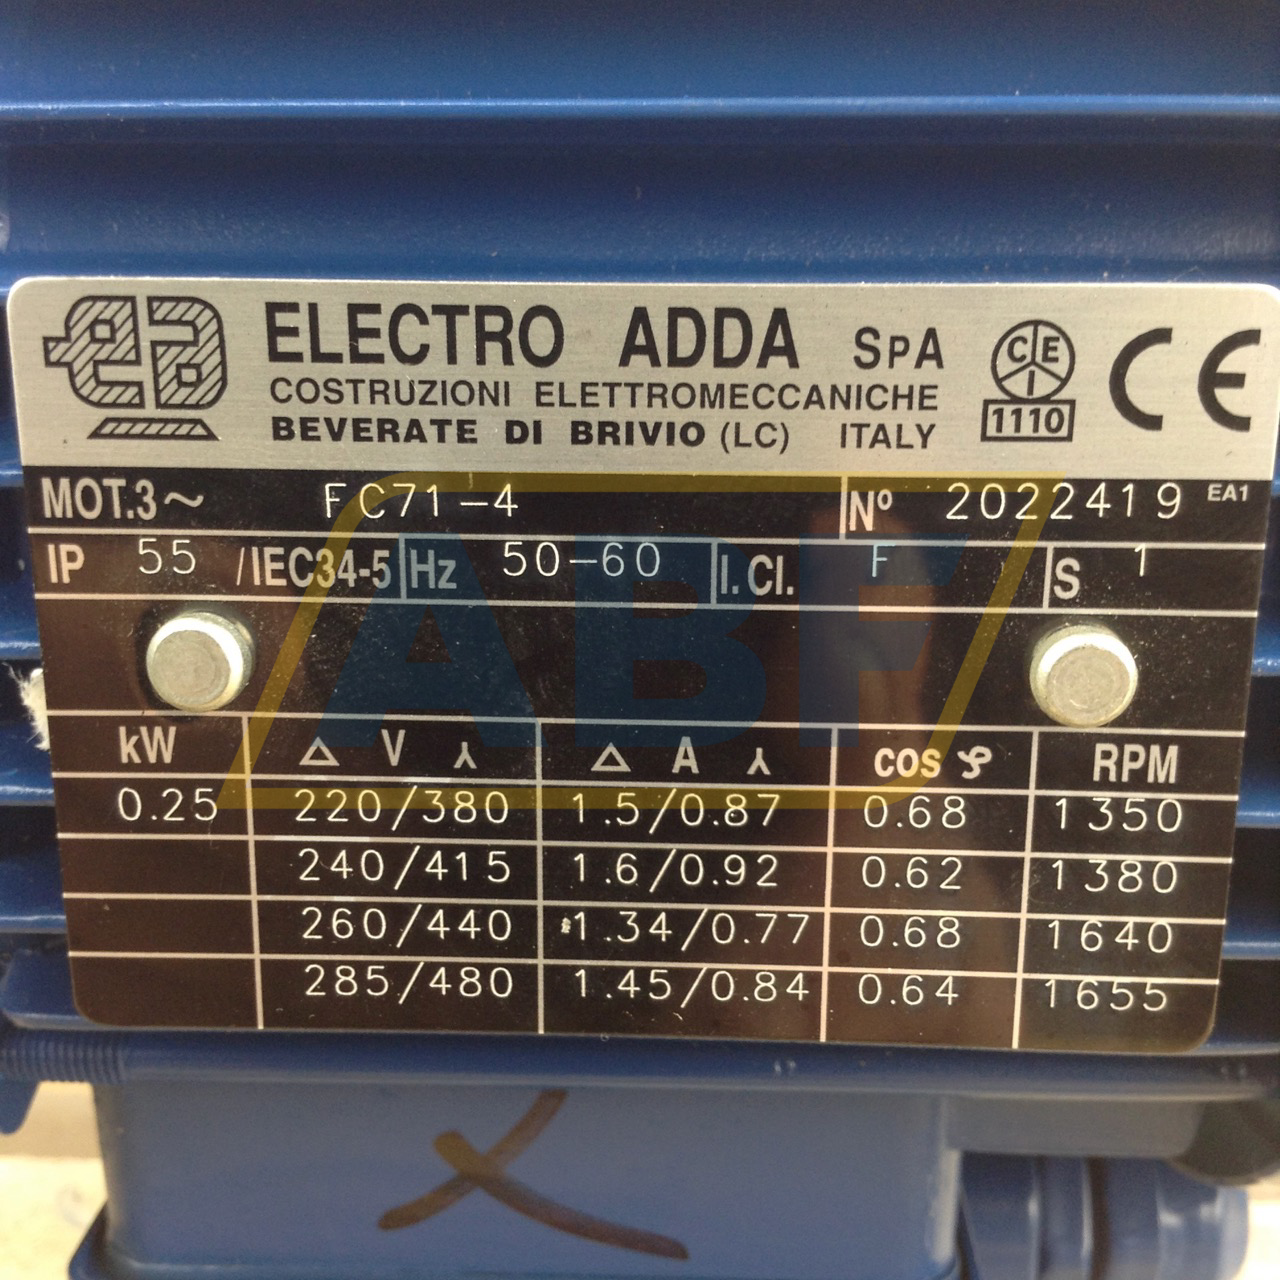 ea ELECTRO ADDA SpA
COSTRUZIONI ELETTROMECCANICHE
BEVERATE DI BRIVIO (LC) ITALY
CEI
1110
CE
MOT.3~ FC71-4 Nº 2022419 EA1
IP 55 /IEC34-5 Hz 50-60 I.Cl. F S 1
ABF
kW Δ V ⅄ Δ A ⅄ cos φ RPM
0.25 220/380 1.5/0.87 0.68 1350
240/415 1.6/0.92 0.62 1380
260/440 1.34/0.77 0.68 1640
285/480 1.45/0.84 0.64 1655